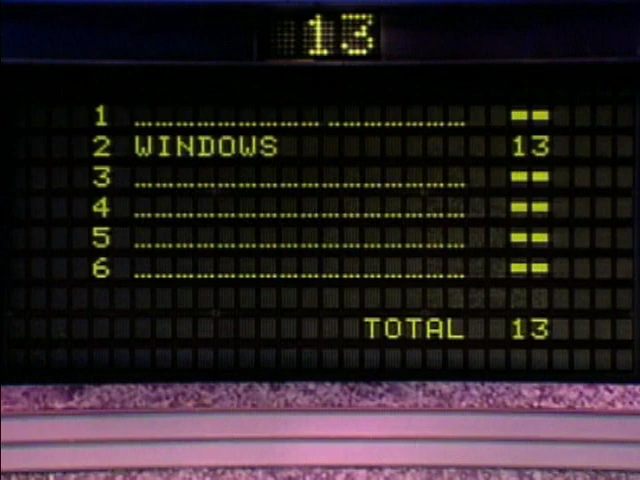 13
1 …………………………………… --
2 WINDOWS 13
3 …………………………………… --
4 …………………………………… --
5 …………………………………… --
6 …………………………………… --
TOTAL 13